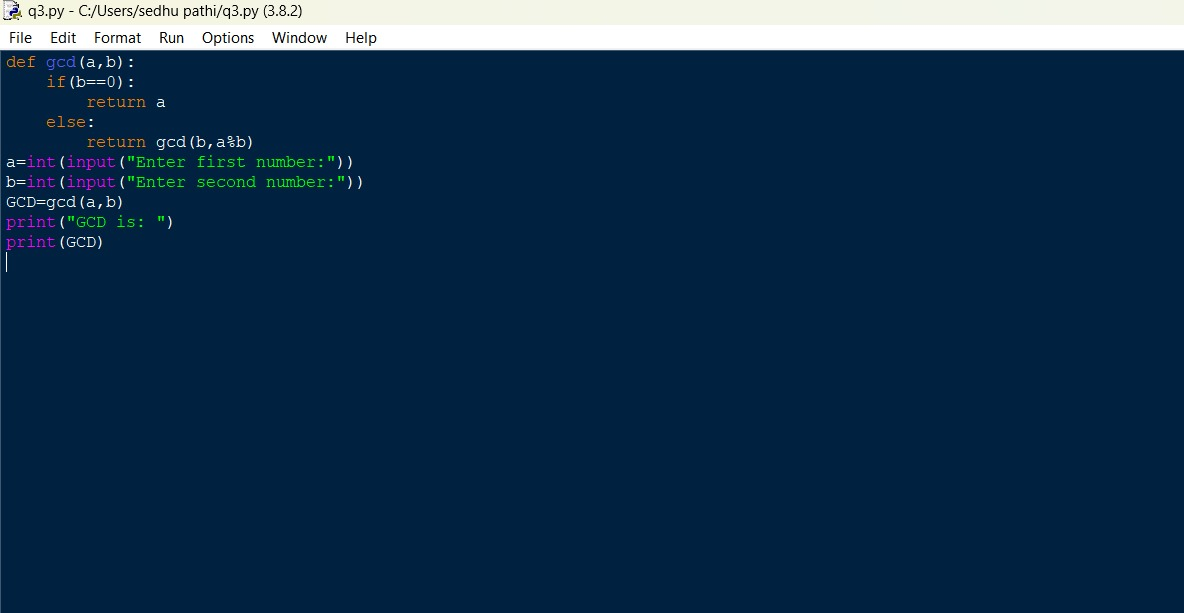 q3.py - C:/Users/sedhu pathi/q3.py (3.8.2)
File Edit Format Run Options Window Help
def gcd(a,b):
    if(b==0):
        return a
    else:
        return gcd(b,a%b)
a=int(input("Enter first number:"))
b=int(input("Enter second number:"))
GCD=gcd(a,b)
print("GCD is: ")
print(GCD)